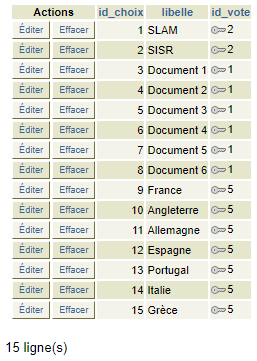 Actions id_choix libelle id_vote
Éditer Effacer 1 SLAM 2
Éditer Effacer 2 SISR 2
Éditer Effacer 3 Document 1 1
Éditer Effacer 4 Document 2 1
Éditer Effacer 5 Document 3 1
Éditer Effacer 6 Document 4 1
Éditer Effacer 7 Document 5 1
Éditer Effacer 8 Document 6 1
Éditer Effacer 9 France 5
Éditer Effacer 10 Angleterre 5
Éditer Effacer 11 Allemagne 5
Éditer Effacer 12 Espagne 5
Éditer Effacer 13 Portugal 5
Éditer Effacer 14 Italie 5
Éditer Effacer 15 Grèce 5
15 ligne(s)